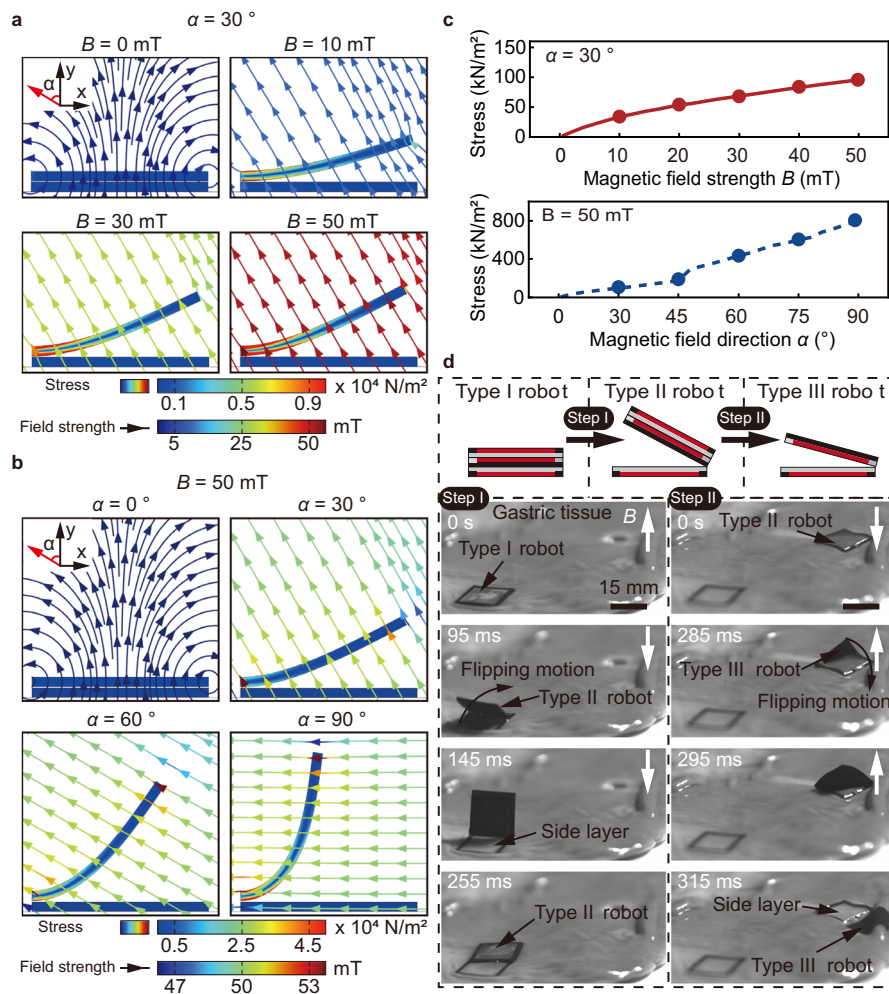 a
α = 30 °
B = 0 mT
B = 10 mT
α
y
x
B = 30 mT
B = 50 mT
Stress
0.1
0.5
0.9
x 10⁴ N/m²
Field strength
5
25
50
mT
b
B = 50 mT
α = 0 °
α = 30 °
α
y
x
α = 60 °
α = 90 °
Stress
0.5
2.5
4.5
x 10⁴ N/m²
Field strength
47
50
53
mT
c
α = 30 °
Stress (kN/m²)
150
100
50
0
0
10
20
30
40
50
Magnetic field strength B (mT)
B = 50 mT
Stress (kN/m²)
800
400
0
0
30
45
60
75
90
Magnetic field direction α (°)
d
Type I robot
Type II robot
Type III robot
Step I
Step II
Step I
0 s
Gastric tissue
B
Type I robot
15 mm
95 ms
Flipping motion
Type II robot
145 ms
Side layer
255 ms
Type II robot
Step II
0 s
Type II robot
285 ms
Type III robot
Flipping motion
295 ms
315 ms
Side layer
Type III robot